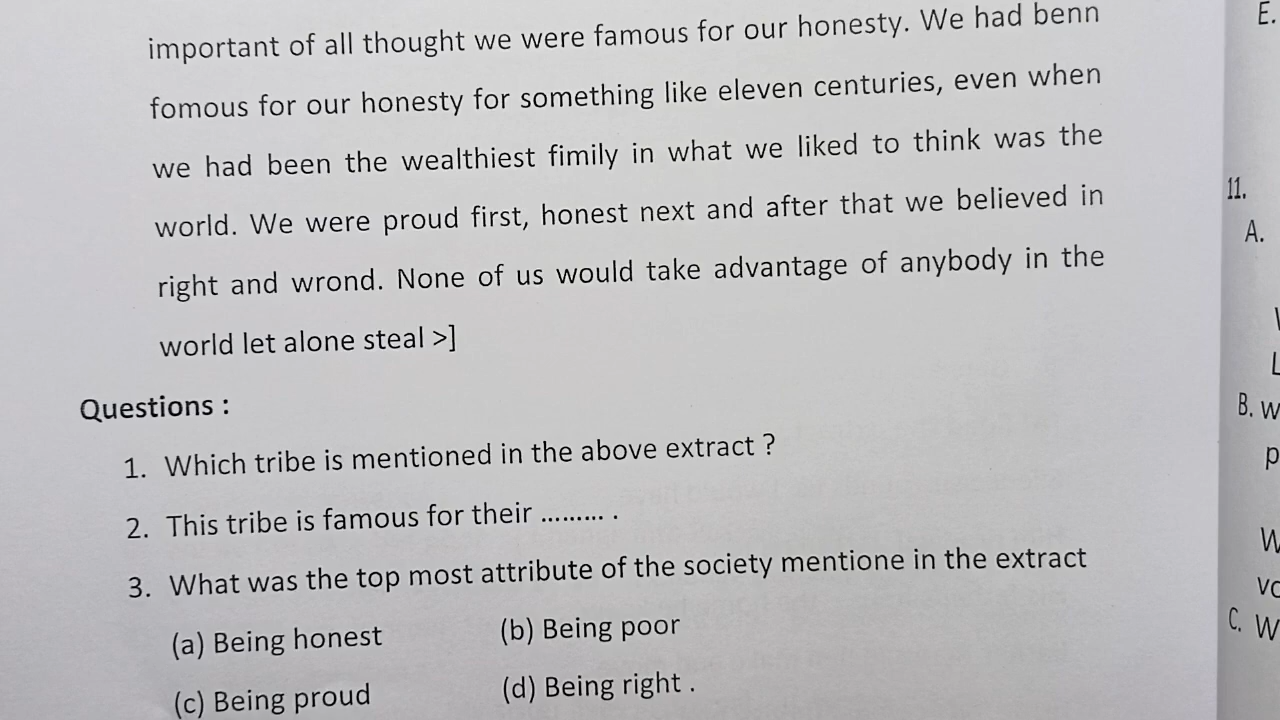 important of all thought we were famous for our honesty. We had benn
fomous for our honesty for something like eleven centuries, even when
we had been the wealthiest fimily in what we liked to think was the
world. We were proud first, honest next and after that we believed in
right and wrond. None of us would take advantage of anybody in the
world let alone steal >]
Questions :
1. Which tribe is mentioned in the above extract ?
2. This tribe is famous for their ......... .
3. What was the top most attribute of the society mentione in the extract
(a) Being honest (b) Being poor
(c) Being proud (d) Being right .
E.
11.
A.
L
B. w
p
W
vc
C. W